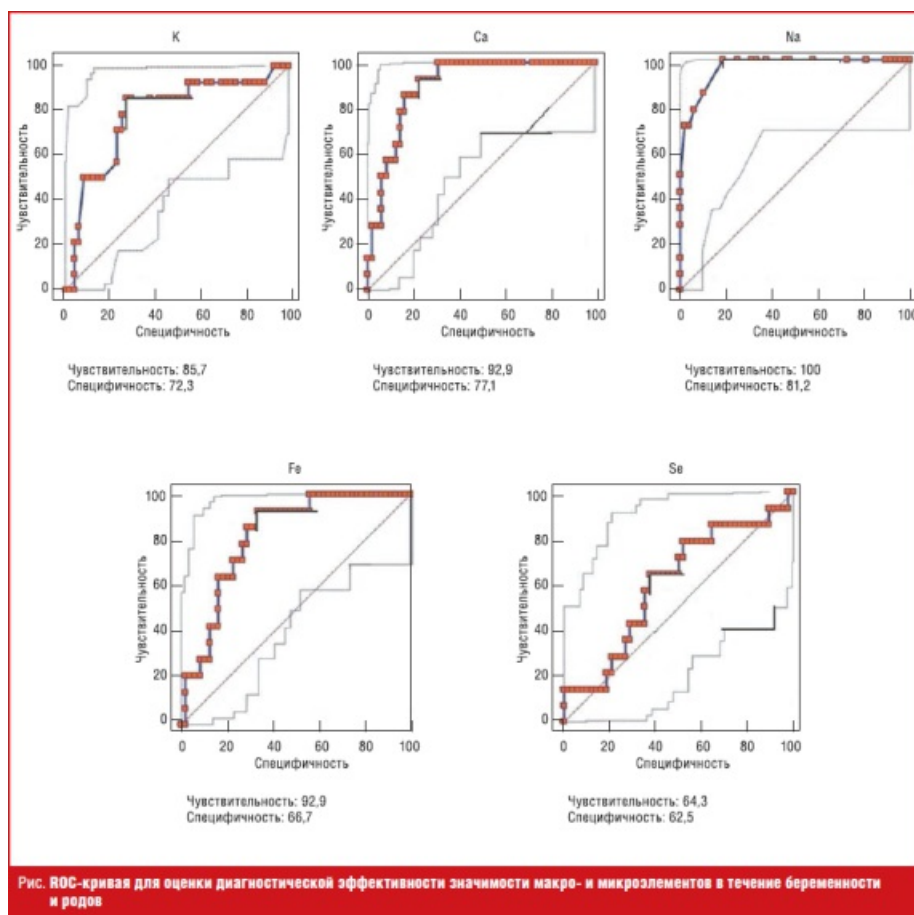 K
Ca
Na
100
80
60
40
20
0
Чувствительность
0 20 40 60 80 100
Специфичность
100
80
60
40
20
0
Чувствительность
0 20 40 60 80 100
Специфичность
100
80
60
40
20
0
Чувствительность
0 20 40 60 80 100
Специфичность
Чувствительность: 85,7
Специфичность: 72,3
Чувствительность: 92,9
Специфичность: 77,1
Чувствительность: 100
Специфичность: 81,2
Fe
Se
100
80
60
40
20
0
Чувствительность
0 20 40 60 80 100
Специфичность
100
80
60
40
20
0
Чувствительность
0 20 40 60 80 100
Специфичность
Чувствительность: 92,9
Специфичность: 66,7
Чувствительность: 64,3
Специфичность: 62,5
Рис. ROC-кривая для оценки диагностической эффективности значимости макро- и микроэлементов в течение беременности
и родов